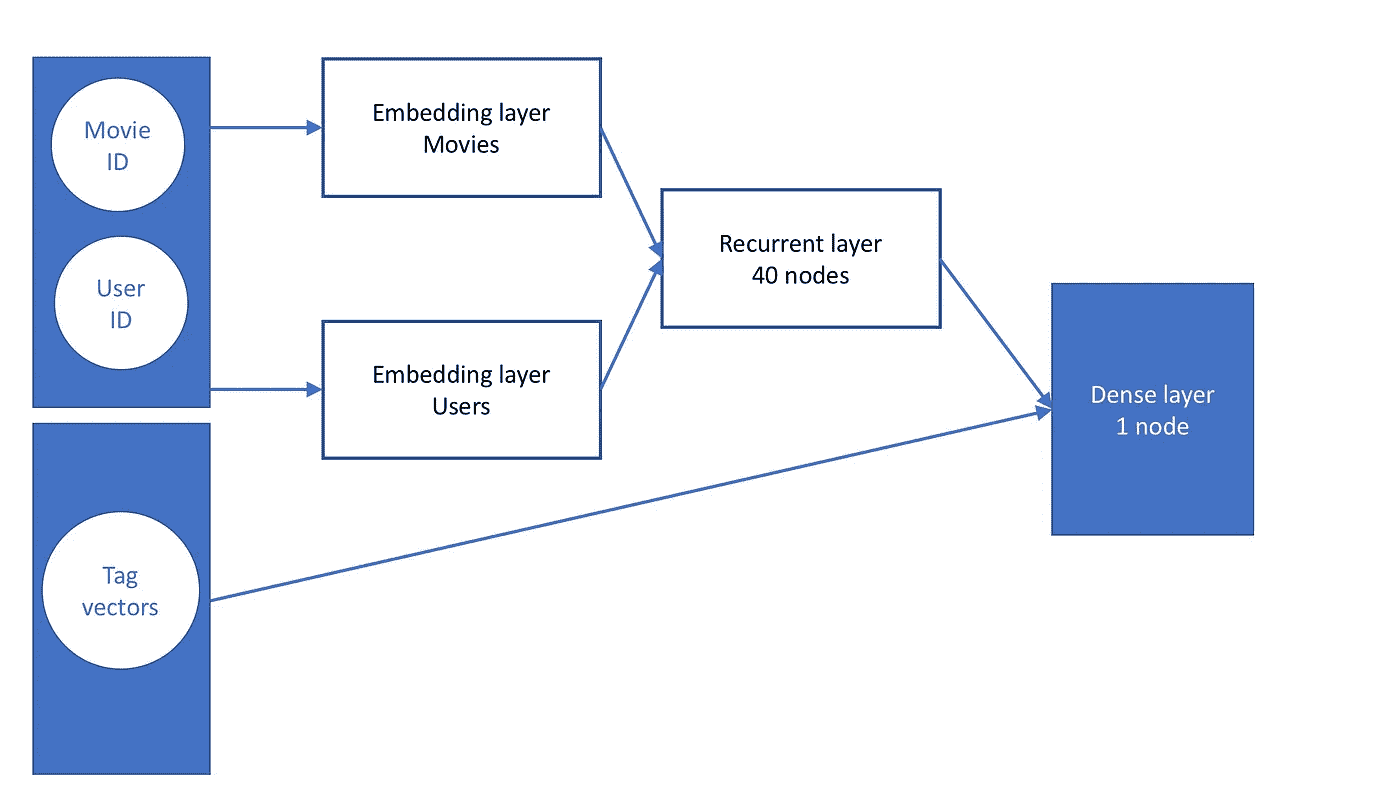 Movie
ID
User
ID
Tag
vectors
Embedding layer
Movies
Embedding layer
Users
Recurrent layer
40 nodes
Dense layer
1 node